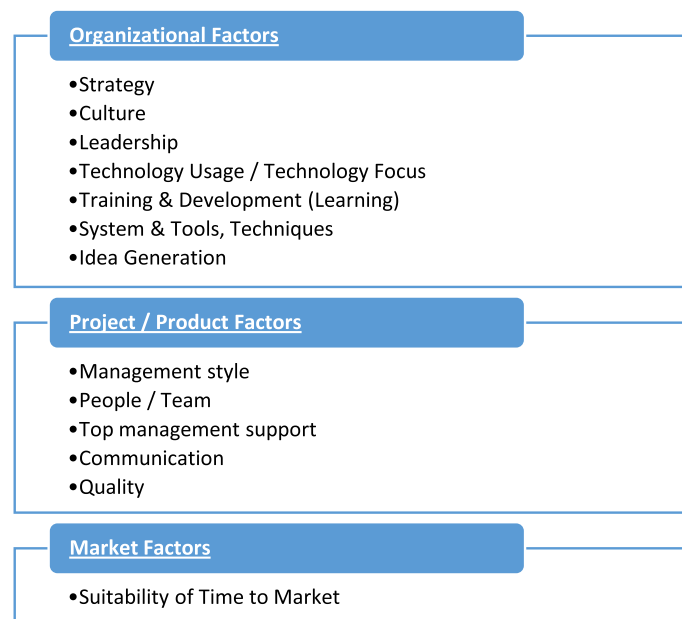 Organizational Factors
•Strategy
•Culture
•Leadership
•Technology Usage / Technology Focus
•Training & Development (Learning)
•System & Tools, Techniques
•Idea Generation
Project / Product Factors
•Management style
•People / Team
•Top management support
•Communication
•Quality
Market Factors
•Suitability of Time to Market